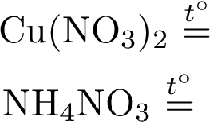 Cu(NO₃)₂ =^{t°}
NH₄NO₃ =^{t°}